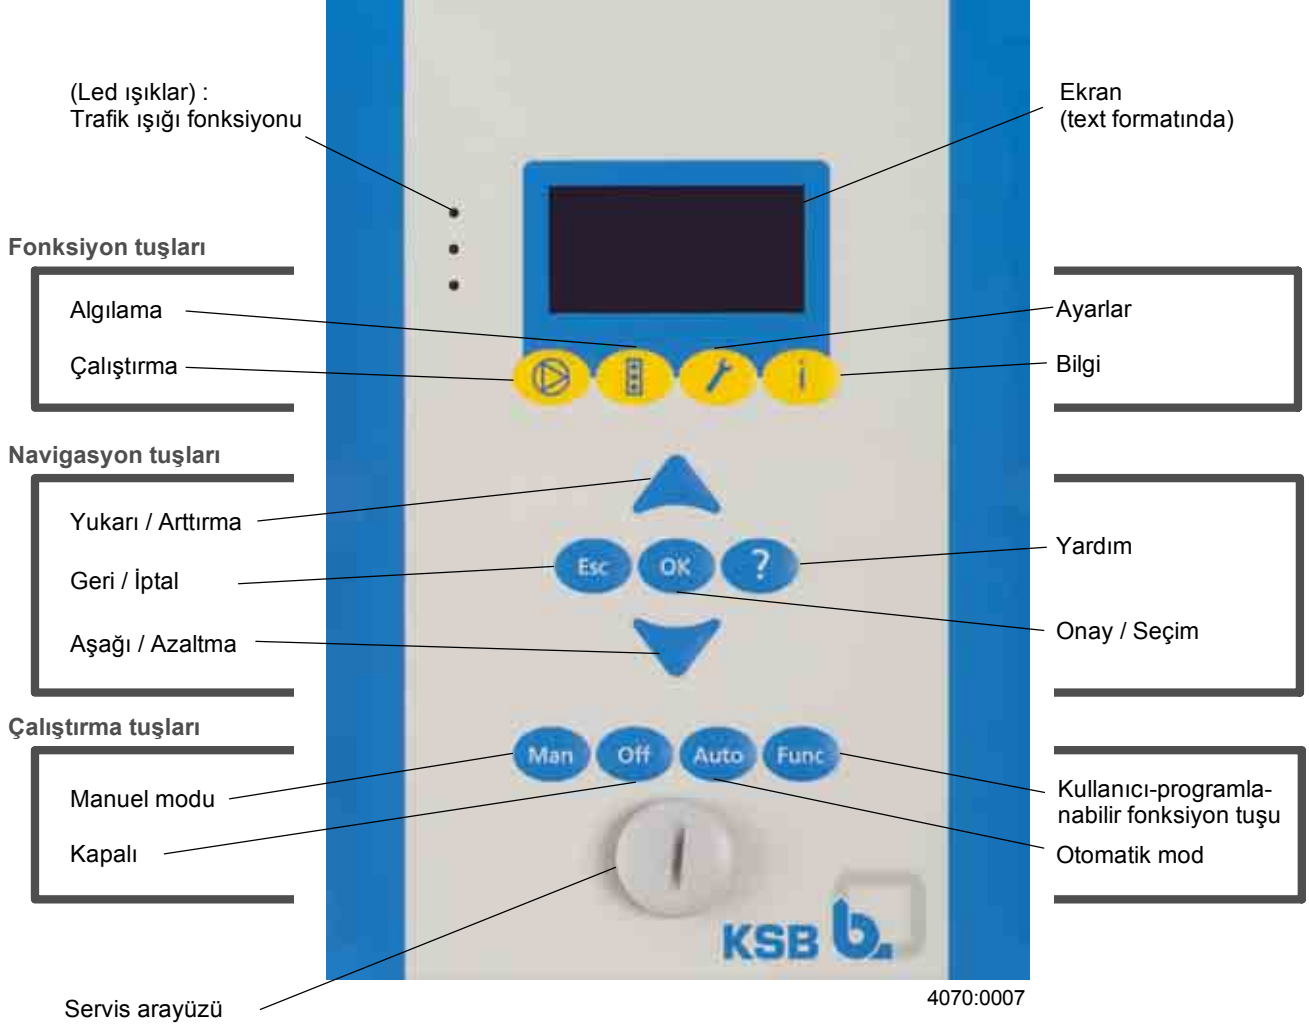 (Led ışıklar) :
Trafik ışığı fonksiyonu
Ekran
(text formatında)
Fonksiyon tuşları
Algılama
Çalıştırma
Ayarlar
Bilgi
i
Navigasyon tuşları
Yukarı / Arttırma
Geri / İptal
Aşağı / Azaltma
Esc
OK
?
Yardım
Onay / Seçim
Çalıştırma tuşları
Manuel modu
Kapalı
Man
Off
Auto
Func
Kullanıcı-programla-
nabilir fonksiyon tuşu
Otomatik mod
KSB b.
4070:0007
Servis arayüzü